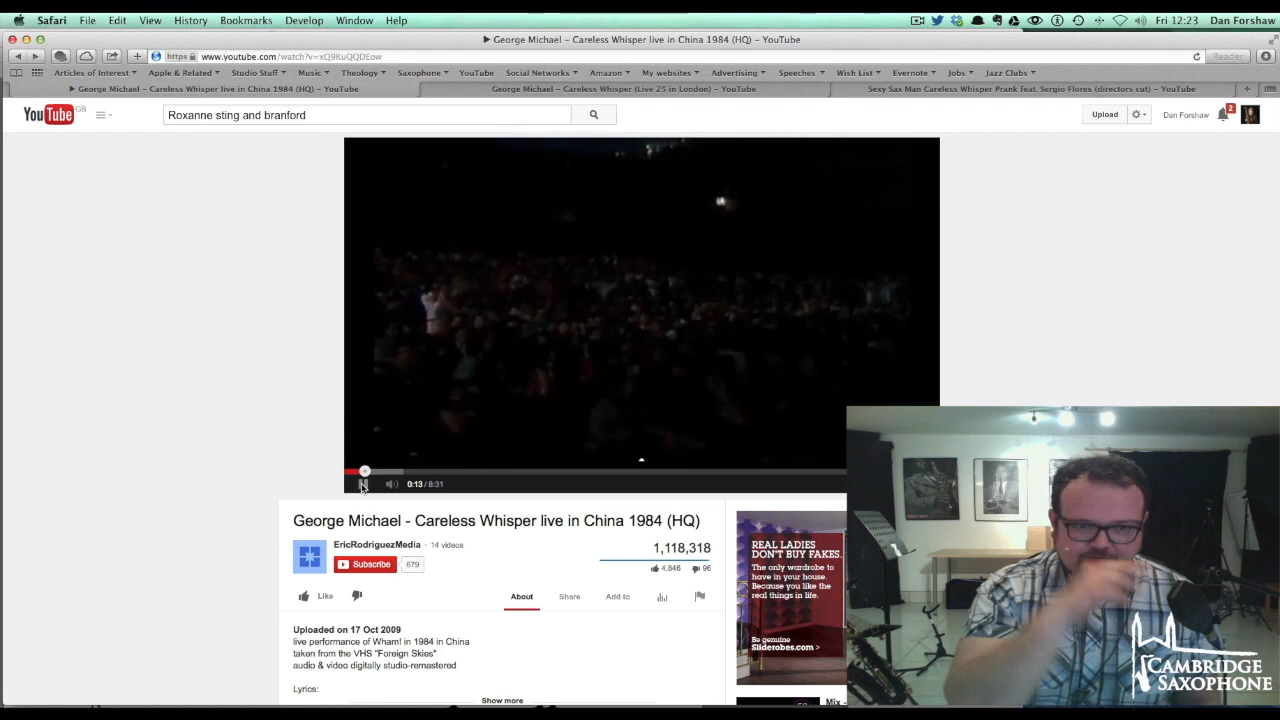 Safari File Edit View History Bookmarks Develop Window Help Fri 12:23 Dan Forshaw
▶ George Michael – Careless Whisper live in China 1984 (HQ) – YouTube
https www.youtube.com/watch?v=xQ9KuQQDEow Reader
Articles of Interest Apple & Related Studio Stuff Music Theology Saxophone YouTube Social Networks Amazon My websites Advertising Speeches Wish List Evernote Jobs Jazz Clubs
▶ George Michael – Careless Whisper live in China 1984 (HQ) – YouTube George Michael – Careless Whisper (Live 25 in London) – YouTube Sexy Sax Man Careless Whisper Prank feat. Sergio Flores (directors cut) – YouTube
YouTube GB Roxanne sting and branford Upload Dan Forshaw 2
0:13 / 8:31
George Michael - Careless Whisper live in China 1984 (HQ)
EricRodriguezMedia · 14 videos
Subscribe 679
1,118,318
4,846 96
Like About Share Add to
Uploaded on 17 Oct 2009
live performance of Wham! in 1984 in China
taken from the VHS "Foreign Skies"
audio & video digitally studio-remastered
Lyrics:
Show more
REAL LADIES
DON'T BUY FAKES.
The only wardrobe to
have in your house.
Because you like the
real things in life.
Be genuine
Sliderobes.com >
Mix -
CAMBRIDGE
SAXOPHONE